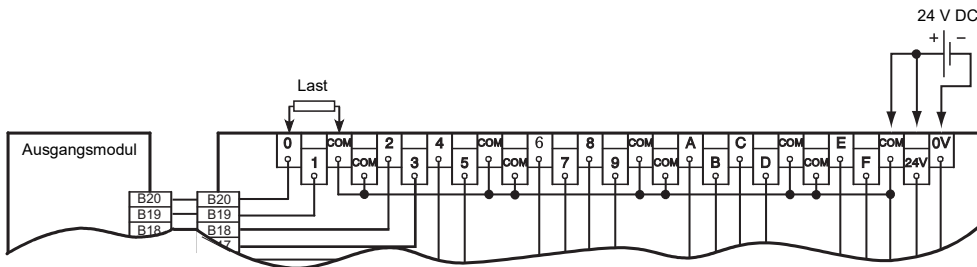 24 V DC
+ −
Last
0 COM 2 4 COM 6 8 COM A C COM E COM 0V
1 COM 3 5 COM 7 9 COM B D COM F 24V
Ausgangsmodul
B20 B20
B19 B19
B18 B18